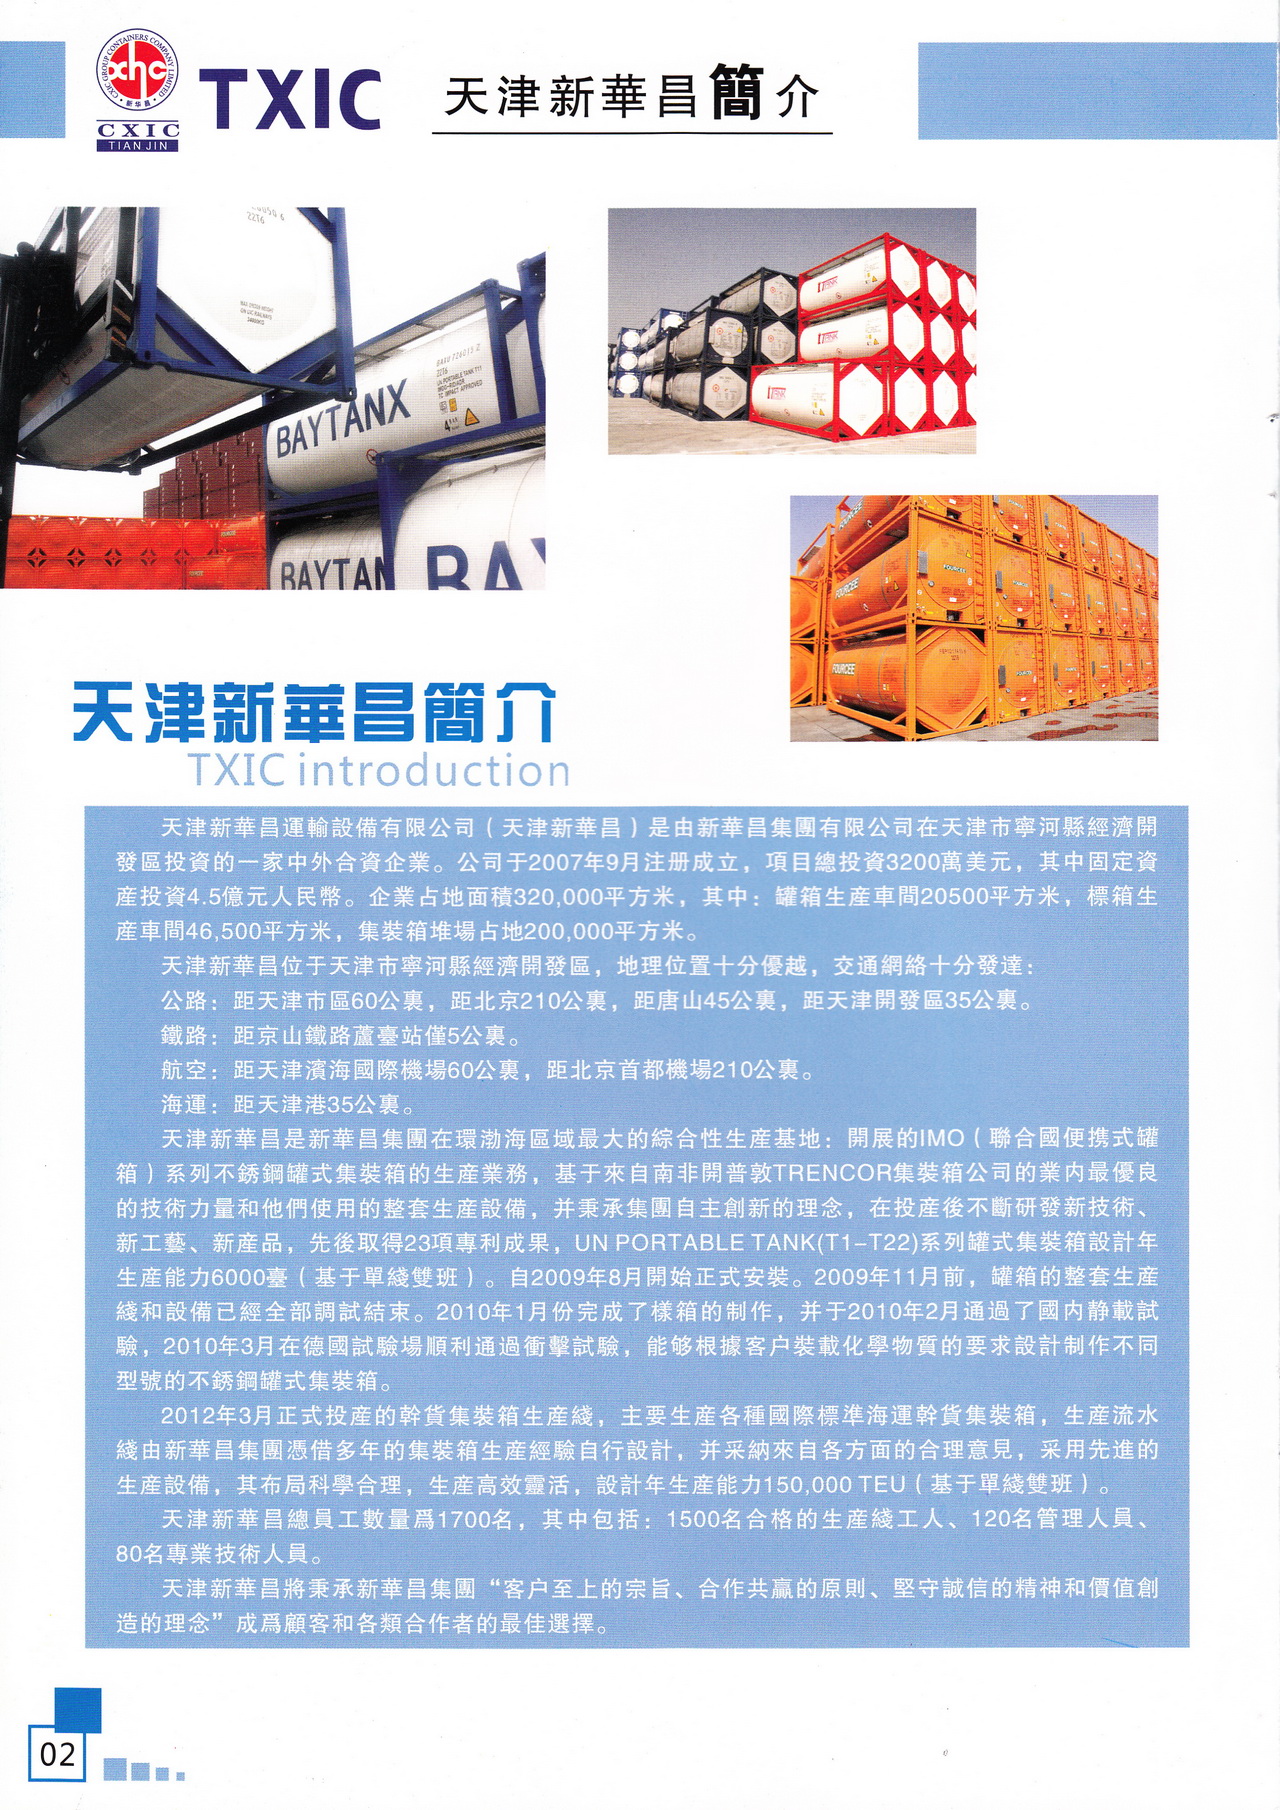 CXIC GROUP CONTAINERS COMPANY LIMITED
xhc
新华昌
CXIC
TIANJIN
TXIC
天津新華昌簡介
22T6
MAX GROSS WEIGHT
ON UIC RAILWAYS
34000KG
BAXU 726015 2
22T6
UN PORTABLE TANK T11
IMDG-RID/ADR
TC IMPACT APPROVED
BAYTANX
BAYTAN
BAY
TANK
TANK
TANK
FOURCEE
FOURCEE
FOURCEE
FOURCEE
FOURCEE
天津新華昌簡介
TXIC introduction
天津新華昌運輸設備有限公司（天津新華昌）是由新華昌集團有限公司在天津市寧河縣經濟開
發區投資的一家中外合資企業。公司于2007年9月注册成立，項目總投資3200萬美元，其中固定資
産投資4.5億元人民幣。企業占地面積320,000平方米，其中：罐箱生産車間20500平方米，標箱生
産車間46,500平方米，集裝箱堆場占地200,000平方米。
天津新華昌位于天津市寧河縣經濟開發區，地理位置十分優越，交通網絡十分發達：
公路：距天津市區60公裏，距北京210公裏，距唐山45公裏，距天津開發區35公裏。
鐵路：距京山鐵路蘆臺站僅5公裏。
航空：距天津濱海國際機場60公裏，距北京首都機場210公裏。
海運：距天津港35公裏。
天津新華昌是新華昌集團在環渤海區域最大的綜合性生産基地：開展的IMO（聯合國便携式罐
箱）系列不銹鋼罐式集裝箱的生産業務，基于來自南非開普敦TRENCOR集裝箱公司的業内最優良
的技術力量和他們使用的整套生産設備，并秉承集團自主創新的理念，在投産後不斷研發新技術、
新工藝、新産品，先後取得23項專利成果，UN PORTABLE TANK(T1-T22)系列罐式集裝箱設計年
生産能力6000臺（基于單綫雙班）。自2009年8月開始正式安裝。2009年11月前，罐箱的整套生産
綫和設備已經全部調試結束。2010年1月份完成了樣箱的制作，并于2010年2月通過了國内静載試
驗，2010年3月在德國試驗場順利通過衝擊試驗，能够根據客户裝載化學物質的要求設計制作不同
型號的不銹鋼罐式集裝箱。
2012年3月正式投産的幹貨集裝箱生産綫，主要生産各種國際標準海運幹貨集裝箱，生産流水
綫由新華昌集團憑借多年的集裝箱生産經驗自行設計，并采納來自各方面的合理意見，采用先進的
生産設備，其布局科學合理，生産高效靈活，設計年生産能力150,000 TEU（基于單綫雙班）。
天津新華昌總員工數量爲1700名，其中包括：1500名合格的生産綫工人、120名管理人員、
80名專業技術人員。
天津新華昌將秉承新華昌集團“客户至上的宗旨、合作共贏的原則、堅守誠信的精神和價值創
造的理念”成爲顧客和各類合作者的最佳選擇。
02